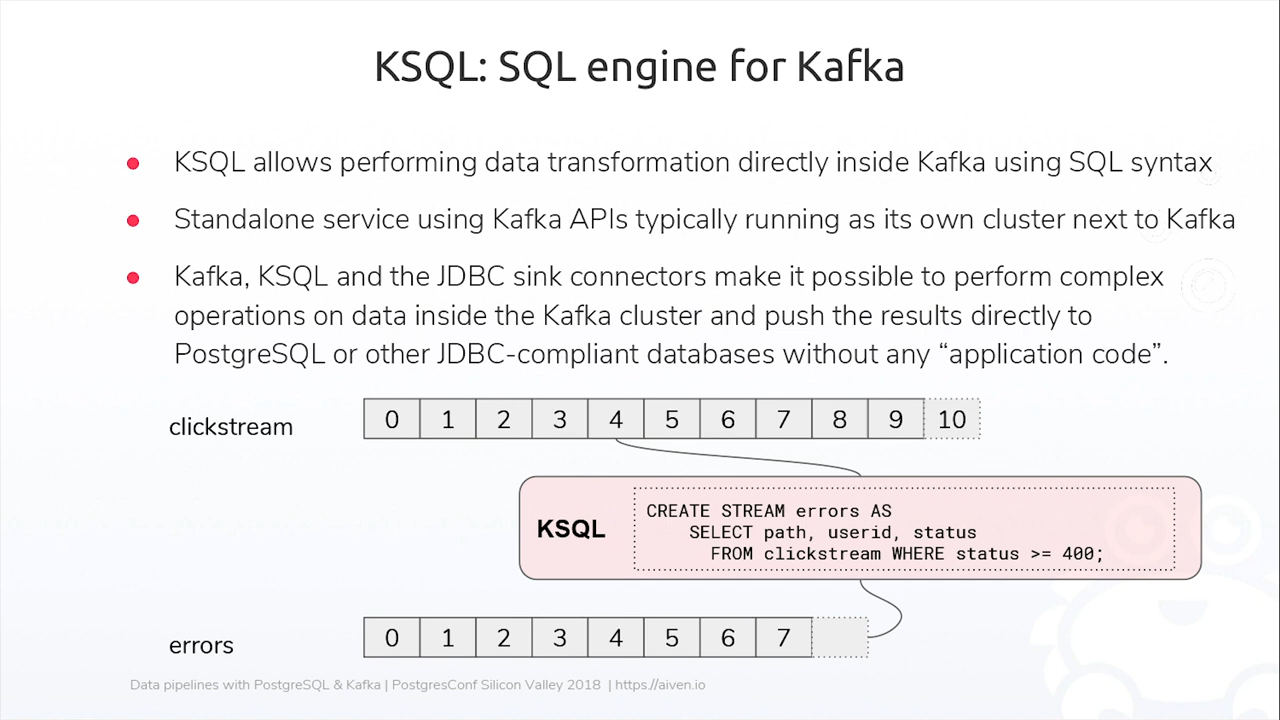 KSQL: SQL engine for Kafka
KSQL allows performing data transformation directly inside Kafka using SQL syntax
Standalone service using Kafka APIs typically running as its own cluster next to Kafka
Kafka, KSQL and the JDBC sink connectors make it possible to perform complex
operations on data inside the Kafka cluster and push the results directly to
PostgreSQL or other JDBC-compliant databases without any “application code”.
clickstream 0 1 2 3 4 5 6 7 8 9 10
KSQL
CREATE STREAM errors AS
SELECT path, userid, status
FROM clickstream WHERE status >= 400;
errors 0 1 2 3 4 5 6 7
Data pipelines with PostgreSQL & Kafka | PostgresConf Silicon Valley 2018 | https://aiven.io